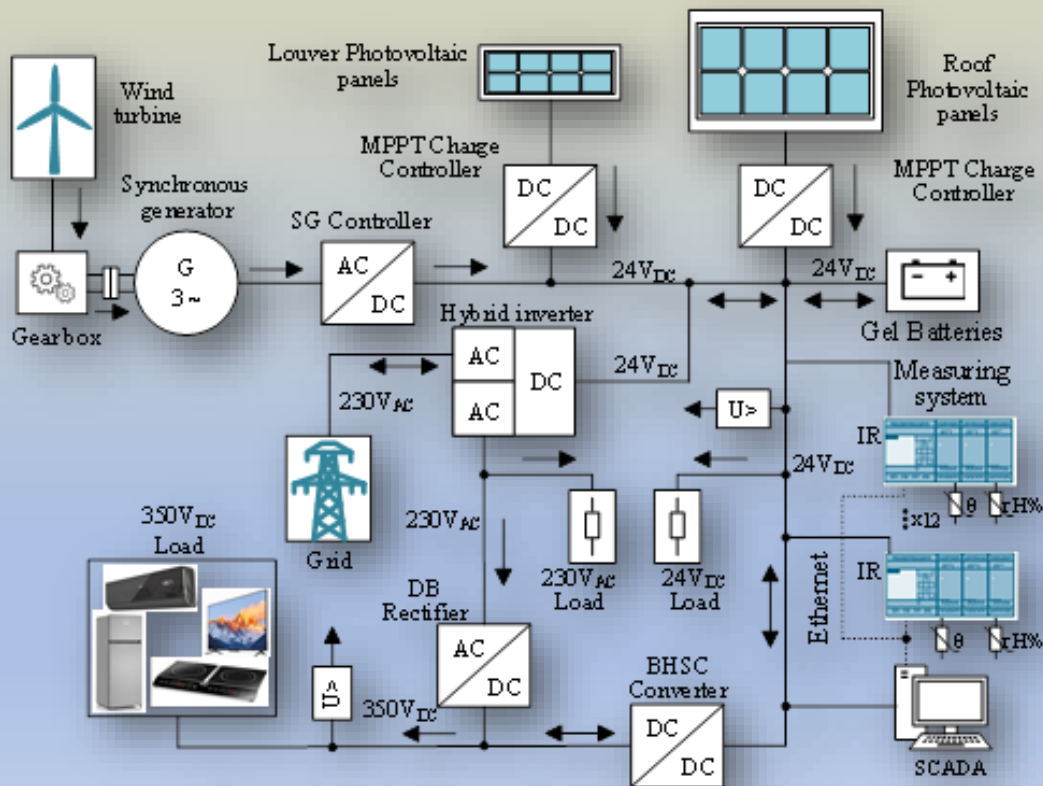 Louver Photovoltaic
panels
Roof
Photovoltaic
panels
Wind
turbine
MPPT Charge
Controller
MPPT Charge
Controller
Synchronous
generator
SG Controller
DC
DC
DC
DC
G
3~
AC
DC
24VDC
24VDC
Gearbox
Hybrid inverter
Gel Batteries
AC
AC
DC
24VDC
230VAC
Measuring
system
U>
IR
24VDC
θ
rH%
x12
350VDC
Load
230VAC
Grid
230VAC
Load
24VDC
Load
Ethernet
IR
DB
Rectifier
θ
rH%
AC
DC
BHSC
Converter
U>
350VDC
DC
DC
SCADA